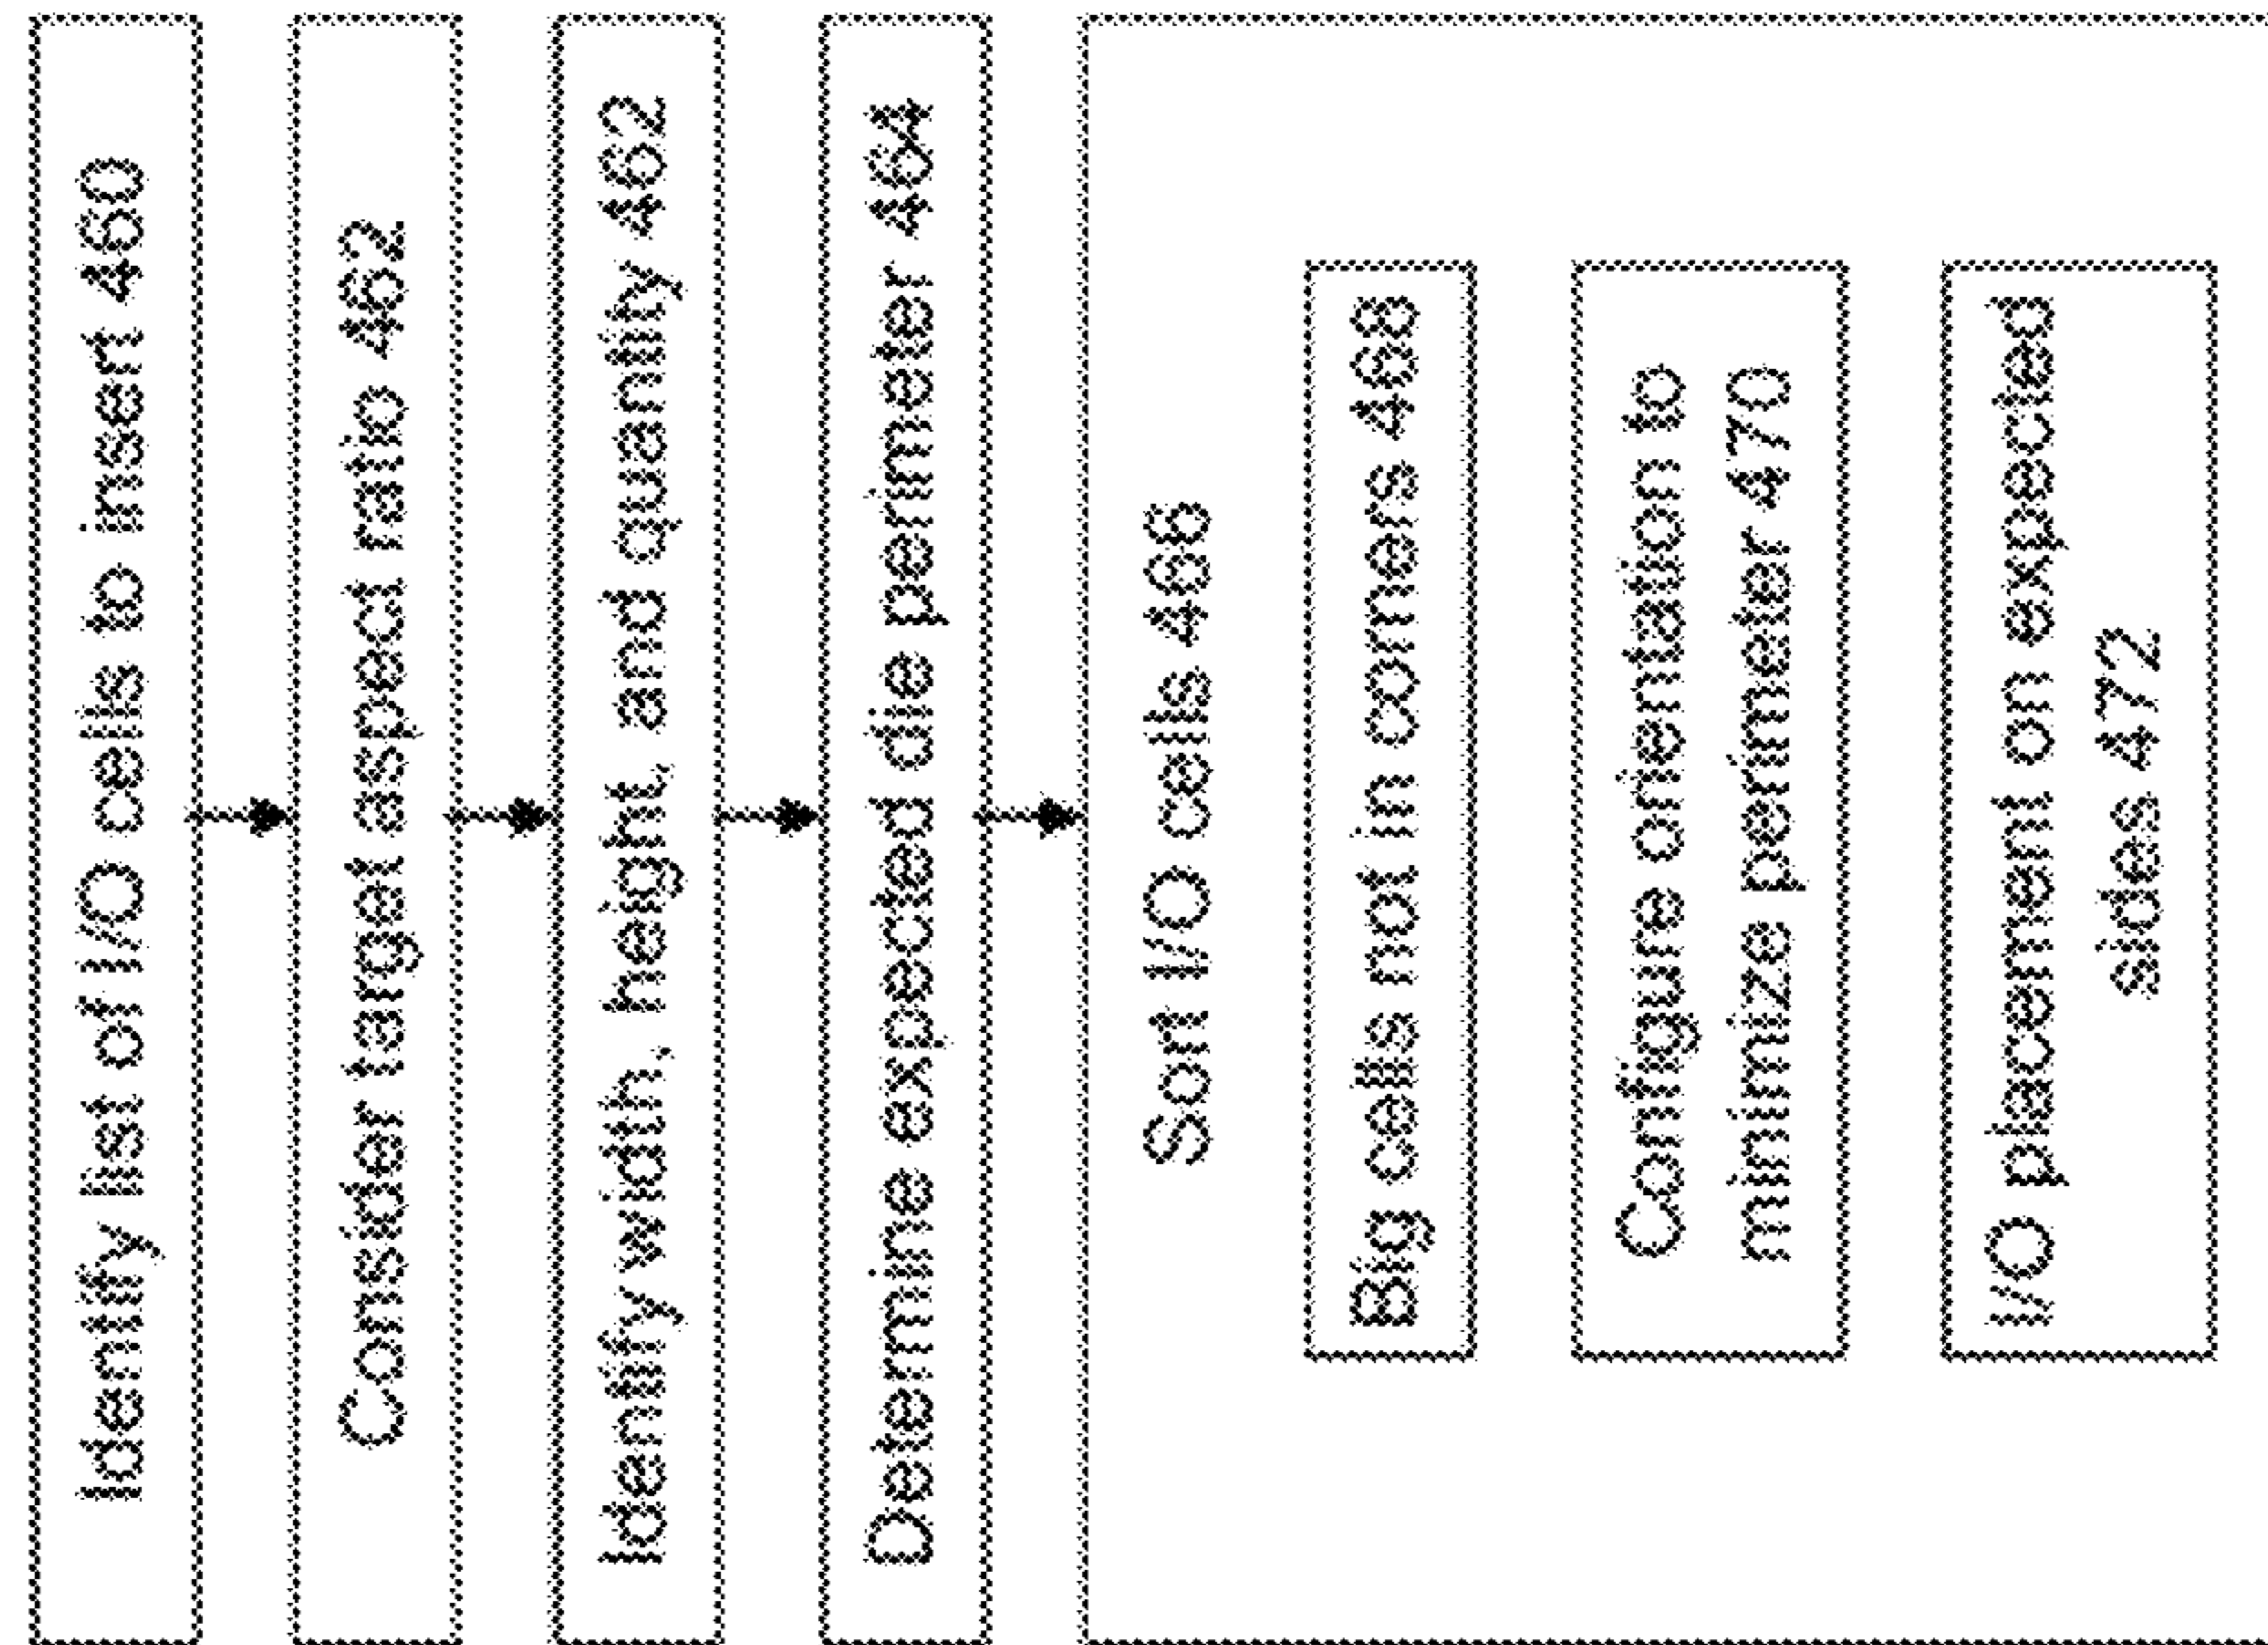 Identify list of I/O cells to insert 460
Consider target aspect ratio 462
Identify width, height, and quantity 462
Determine expected die perimeter 464
Sort I/O cells 466
Big cells not in corners 468
Configure orientation to
minimize perimeter 470
I/O placement on expected
sides 472